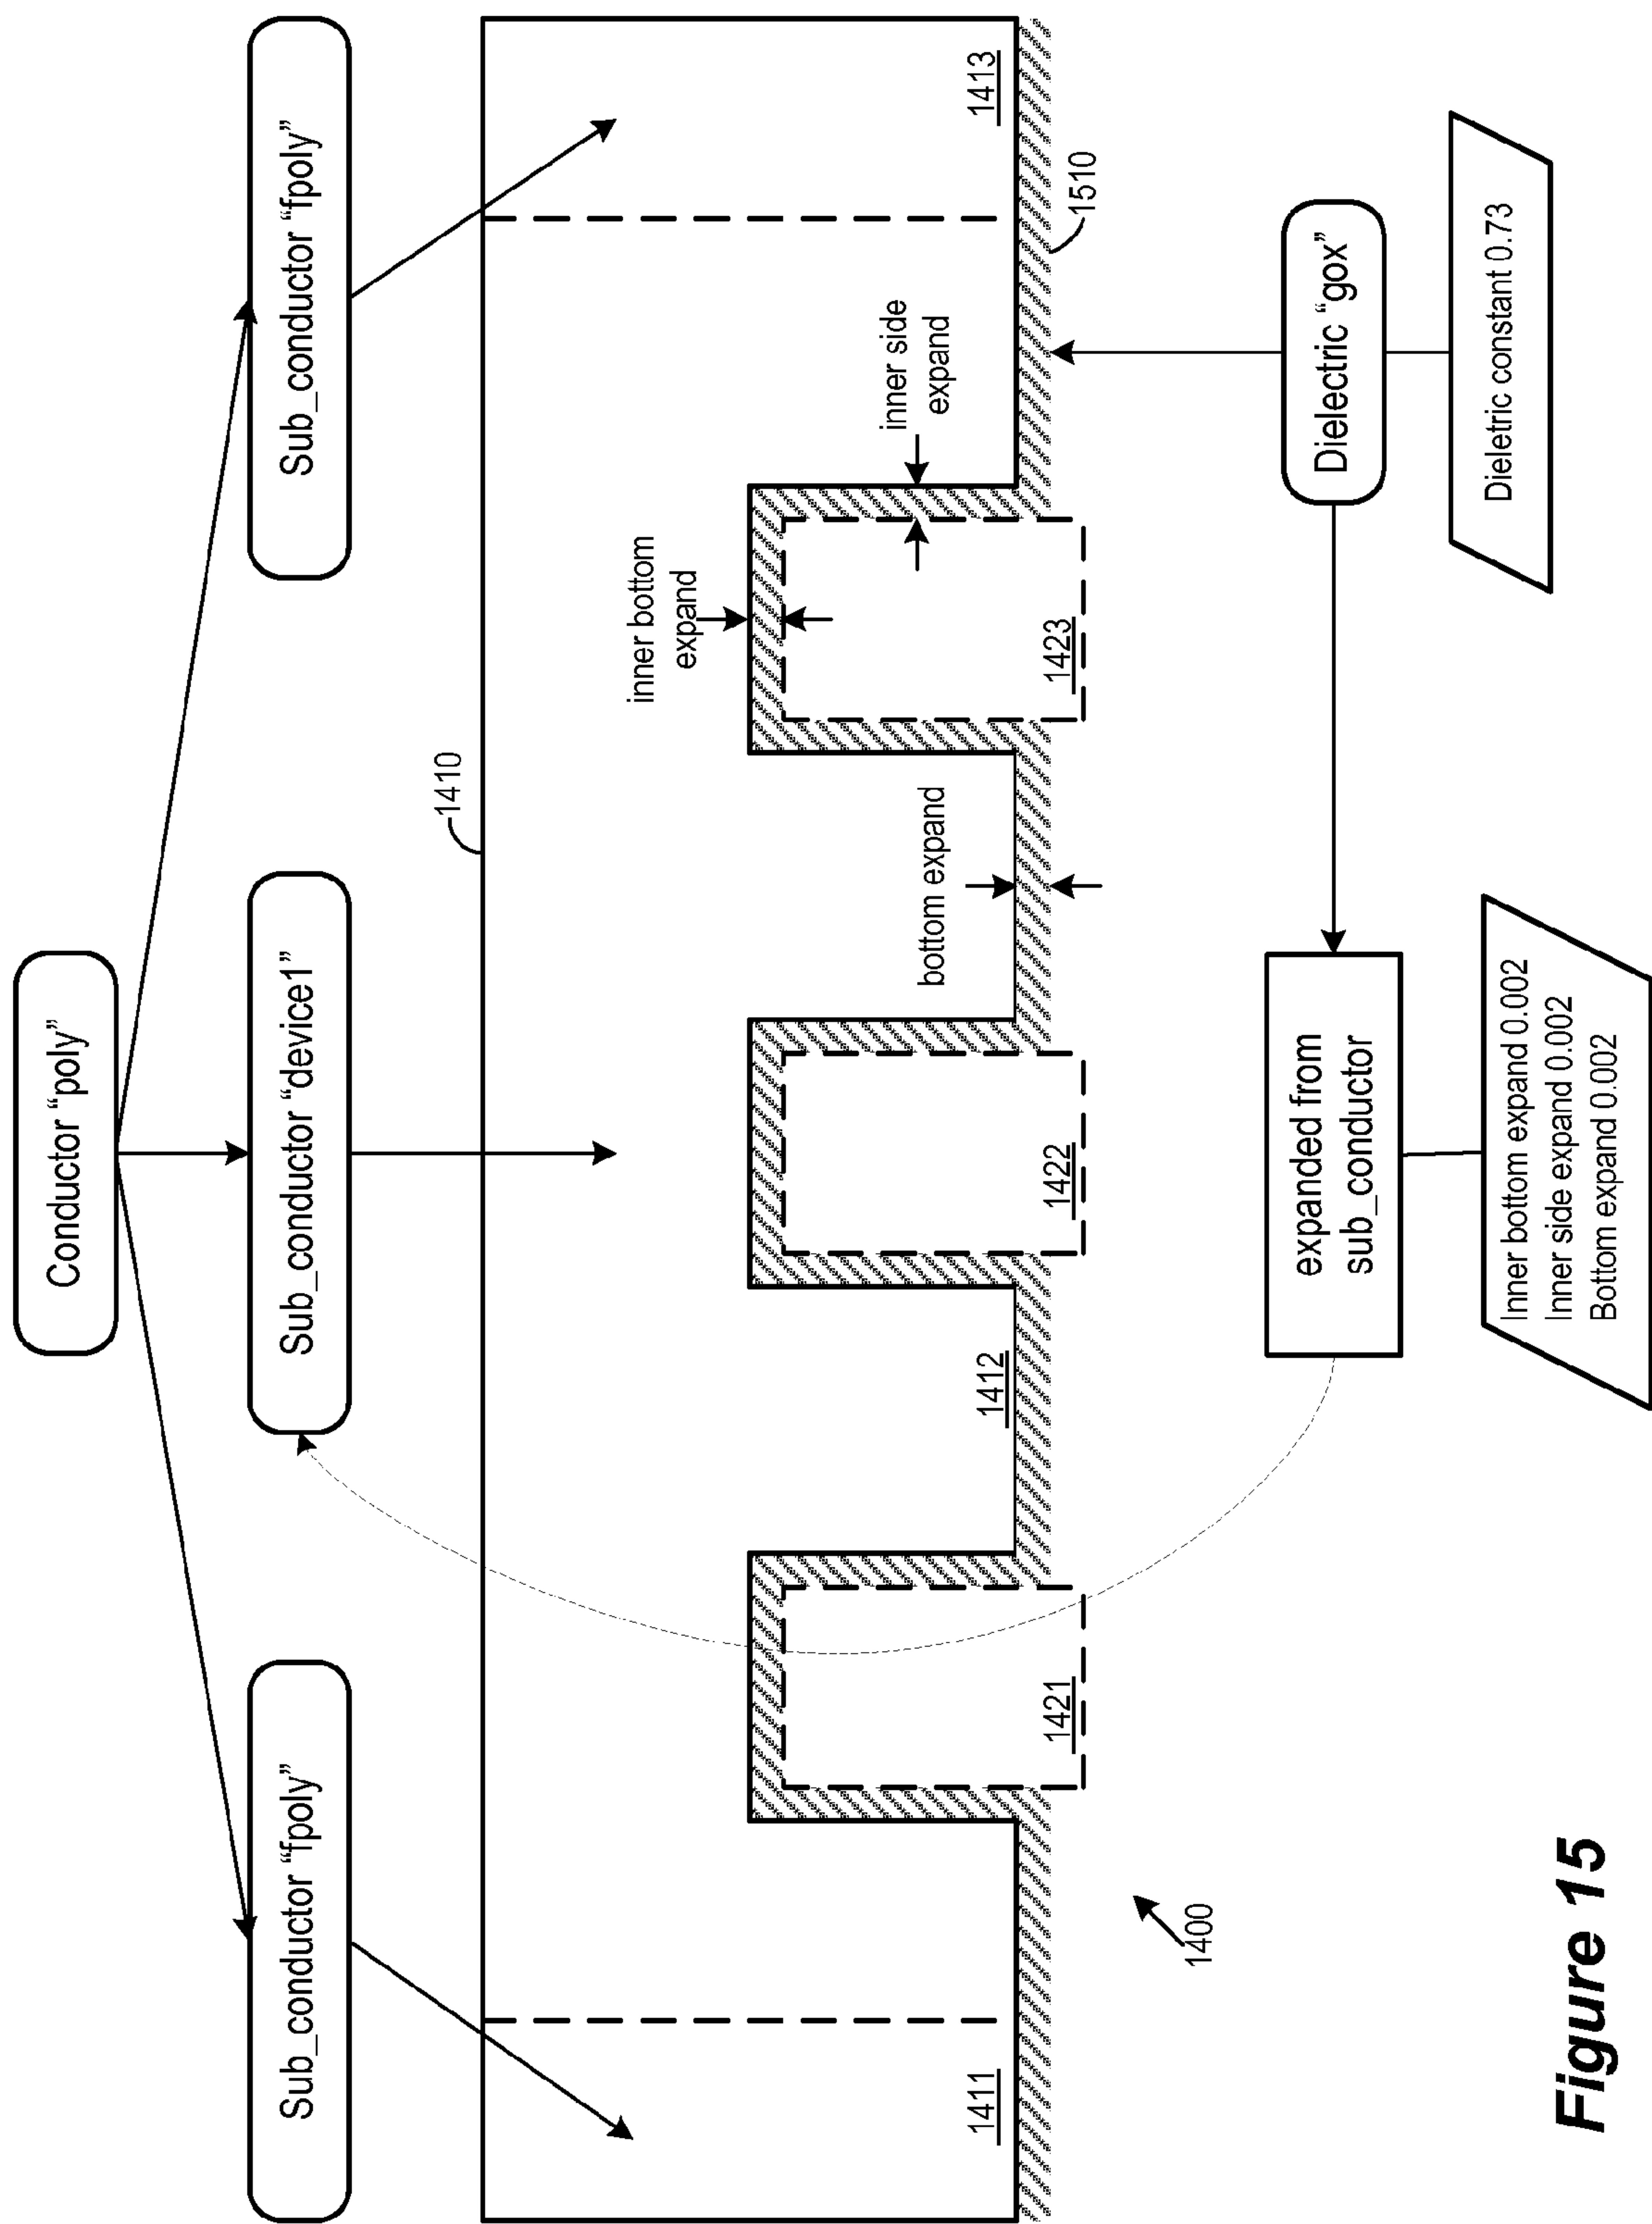 Conductor “poly”
Sub_conductor “fpoly”
Sub_conductor “device1”
Sub_conductor “fpoly”
1410
inner bottom
expand
inner side
expand
bottom expand
1411
1412
1413
1421
1422
1423
1510
1400
expanded from
sub_conductor
Dielectric “gox”
Inner bottom expand 0.002
Inner side expand 0.002
Bottom expand 0.002
Dieletric constant 0.73
Figure 15